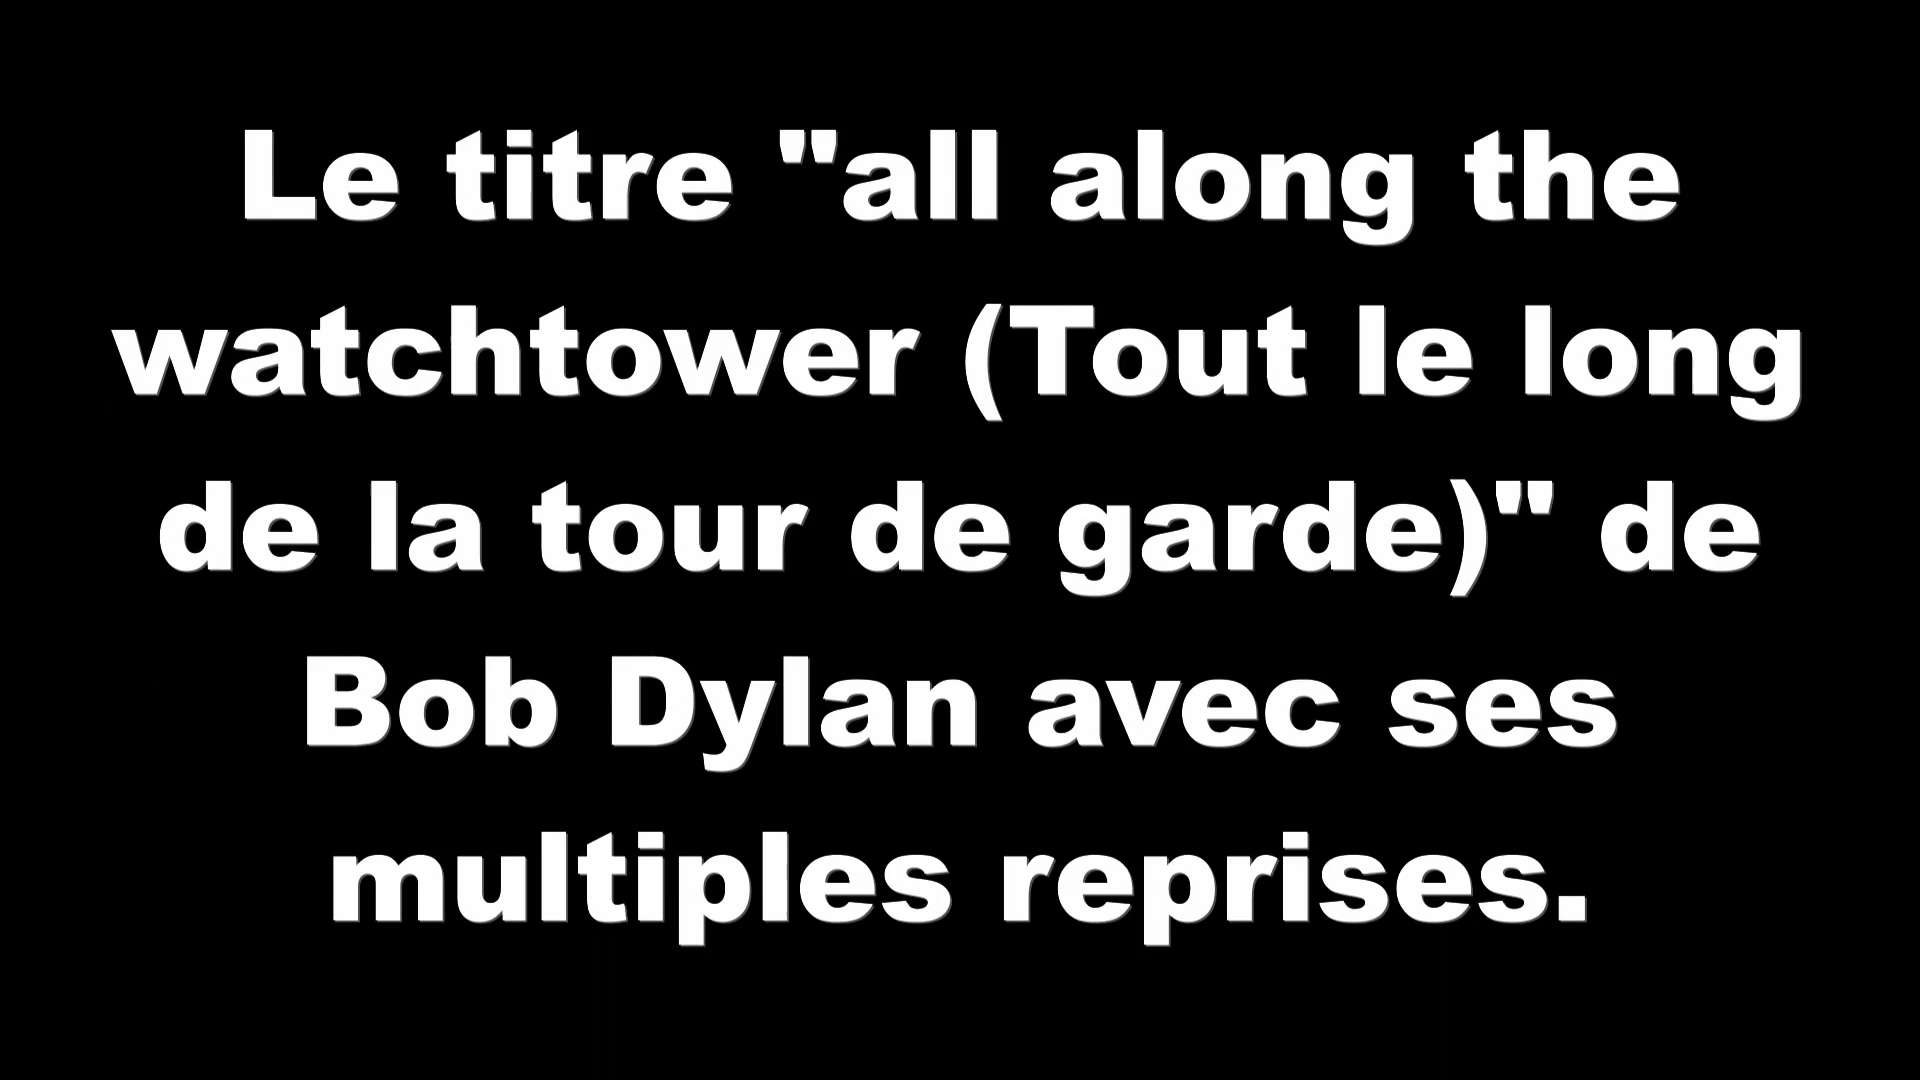 Le titre "all along the
watchtower (Tout le long
de la tour de garde)" de
Bob Dylan avec ses
multiples reprises.